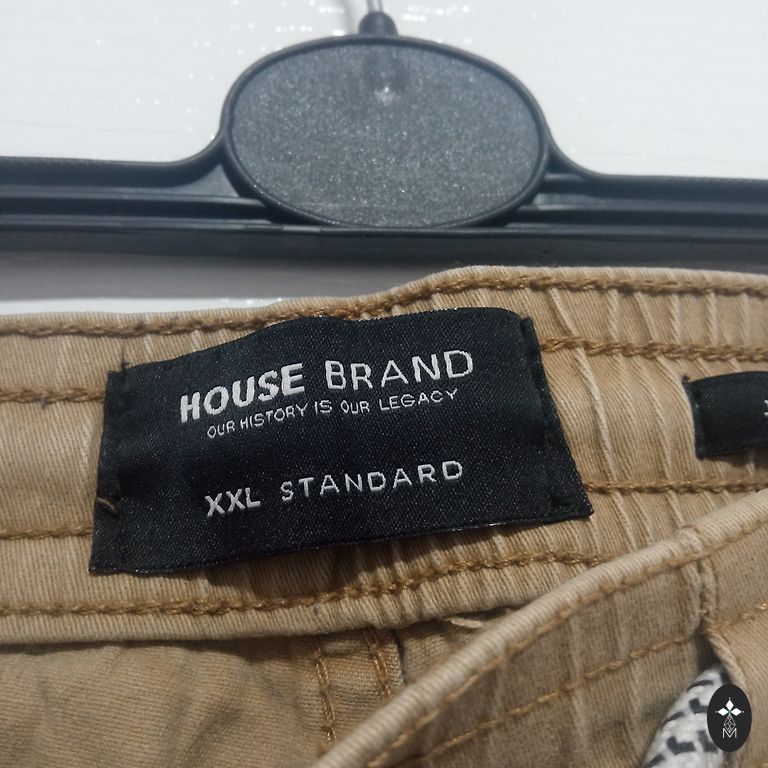 HOUSE BRAND
OUR HISTORY IS OUR LEGACY
XXL STANDARD
M